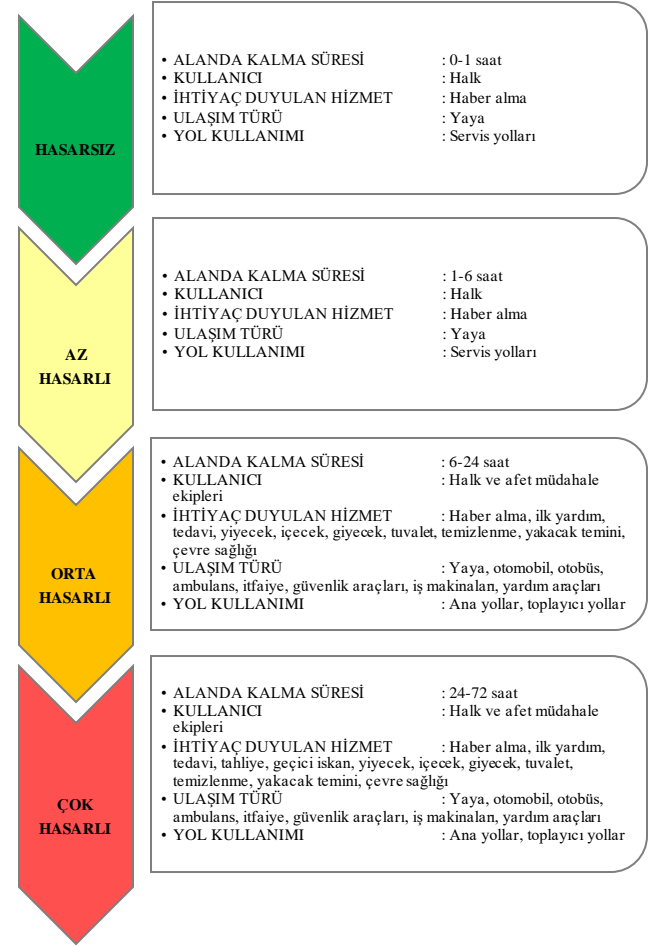 HASARSIZ
• ALANDA KALMA SÜRESİ : 0-1 saat
• KULLANICI : Halk
• İHTİYAÇ DUYULAN HİZMET : Haber alma
• ULAŞIM TÜRÜ : Yaya
• YOL KULLANIMI : Servis yolları
AZ
HASARLI
• ALANDA KALMA SÜRESİ : 1-6 saat
• KULLANICI : Halk
• İHTİYAÇ DUYULAN HİZMET : Haber alma
• ULAŞIM TÜRÜ : Yaya
• YOL KULLANIMI : Servis yolları
ORTA
HASARLI
• ALANDA KALMA SÜRESİ : 6-24 saat
• KULLANICI : Halk ve afet müdahale
ekipleri
• İHTİYAÇ DUYULAN HİZMET : Haber alma, ilk yardım,
tedavi, yiyecek, içecek, giyecek, tuvalet, temizlenme, yakacak temini,
çevre sağlığı
• ULAŞIM TÜRÜ : Yaya, otomobil, otobüs,
ambulans, itfaiye, güvenlik araçları, iş makinaları, yardım araçları
• YOL KULLANIMI : Ana yollar, toplayıcı yollar
ÇOK
HASARLI
• ALANDA KALMA SÜRESİ : 24-72 saat
• KULLANICI : Halk ve afet müdahale
ekipleri
• İHTİYAÇ DUYULAN HİZMET : Haber alma, ilk yardım,
tedavi, tahliye, geçici iskan, yiyecek, içecek, giyecek, tuvalet,
temizlenme, yakacak temini, çevre sağlığı
• ULAŞIM TÜRÜ : Yaya, otomobil, otobüs,
ambulans, itfaiye, güvenlik araçları, iş makinaları, yardım araçları
• YOL KULLANIMI : Ana yollar, toplayıcı yollar